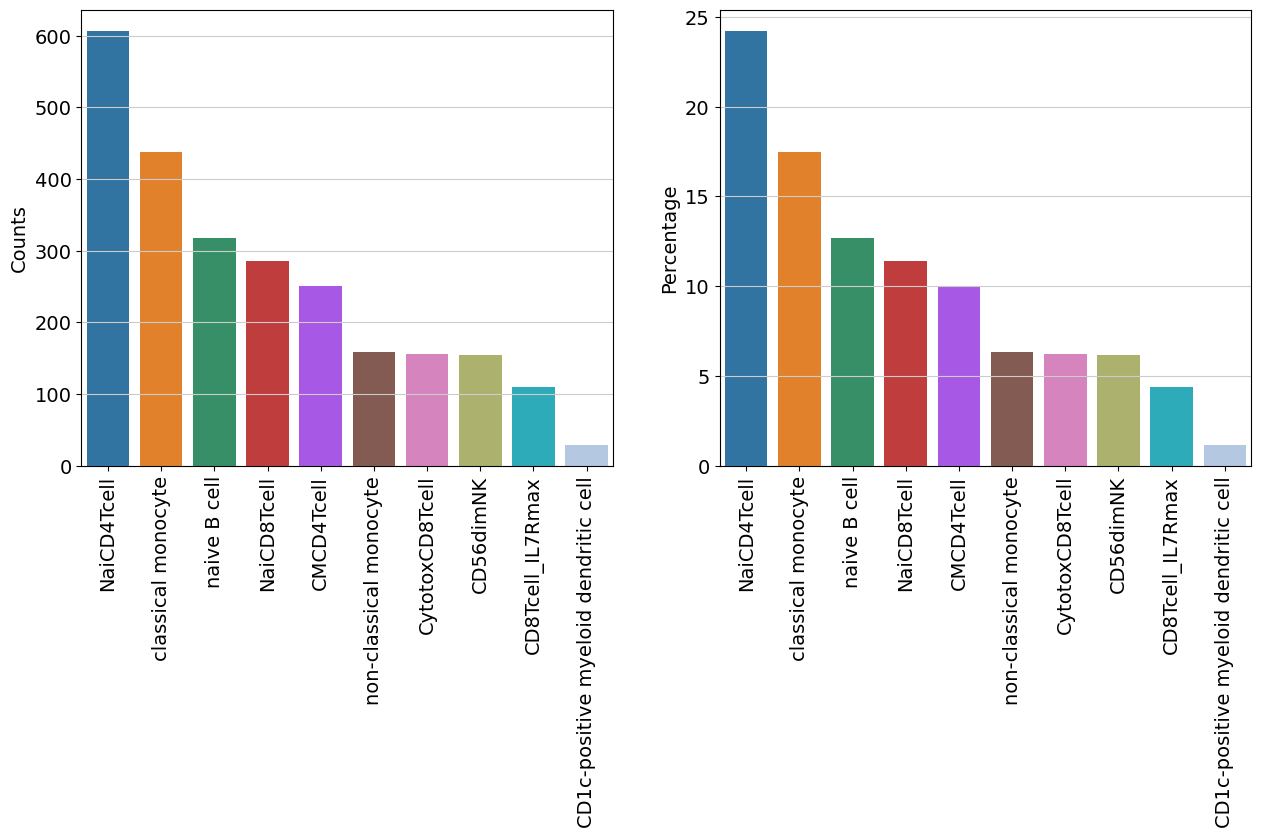 600
500
400
300
200
100
0
Counts
NaiCD4Tcell
classical monocyte
naive B cell
NaiCD8Tcell
CMCD4Tcell
non-classical monocyte
CytotoxCD8Tcell
CD56dimNK
CD8Tcell_IL7Rmax
CD1c-positive myeloid dendritic cell
25
20
15
10
5
0
Percentage
NaiCD4Tcell
classical monocyte
naive B cell
NaiCD8Tcell
CMCD4Tcell
non-classical monocyte
CytotoxCD8Tcell
CD56dimNK
CD8Tcell_IL7Rmax
CD1c-positive myeloid dendritic cell